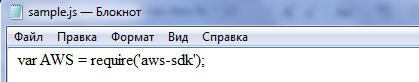 sample.js — Блокнот
Файл Правка Формат Вид Справка
var AWS = require('aws-sdk');